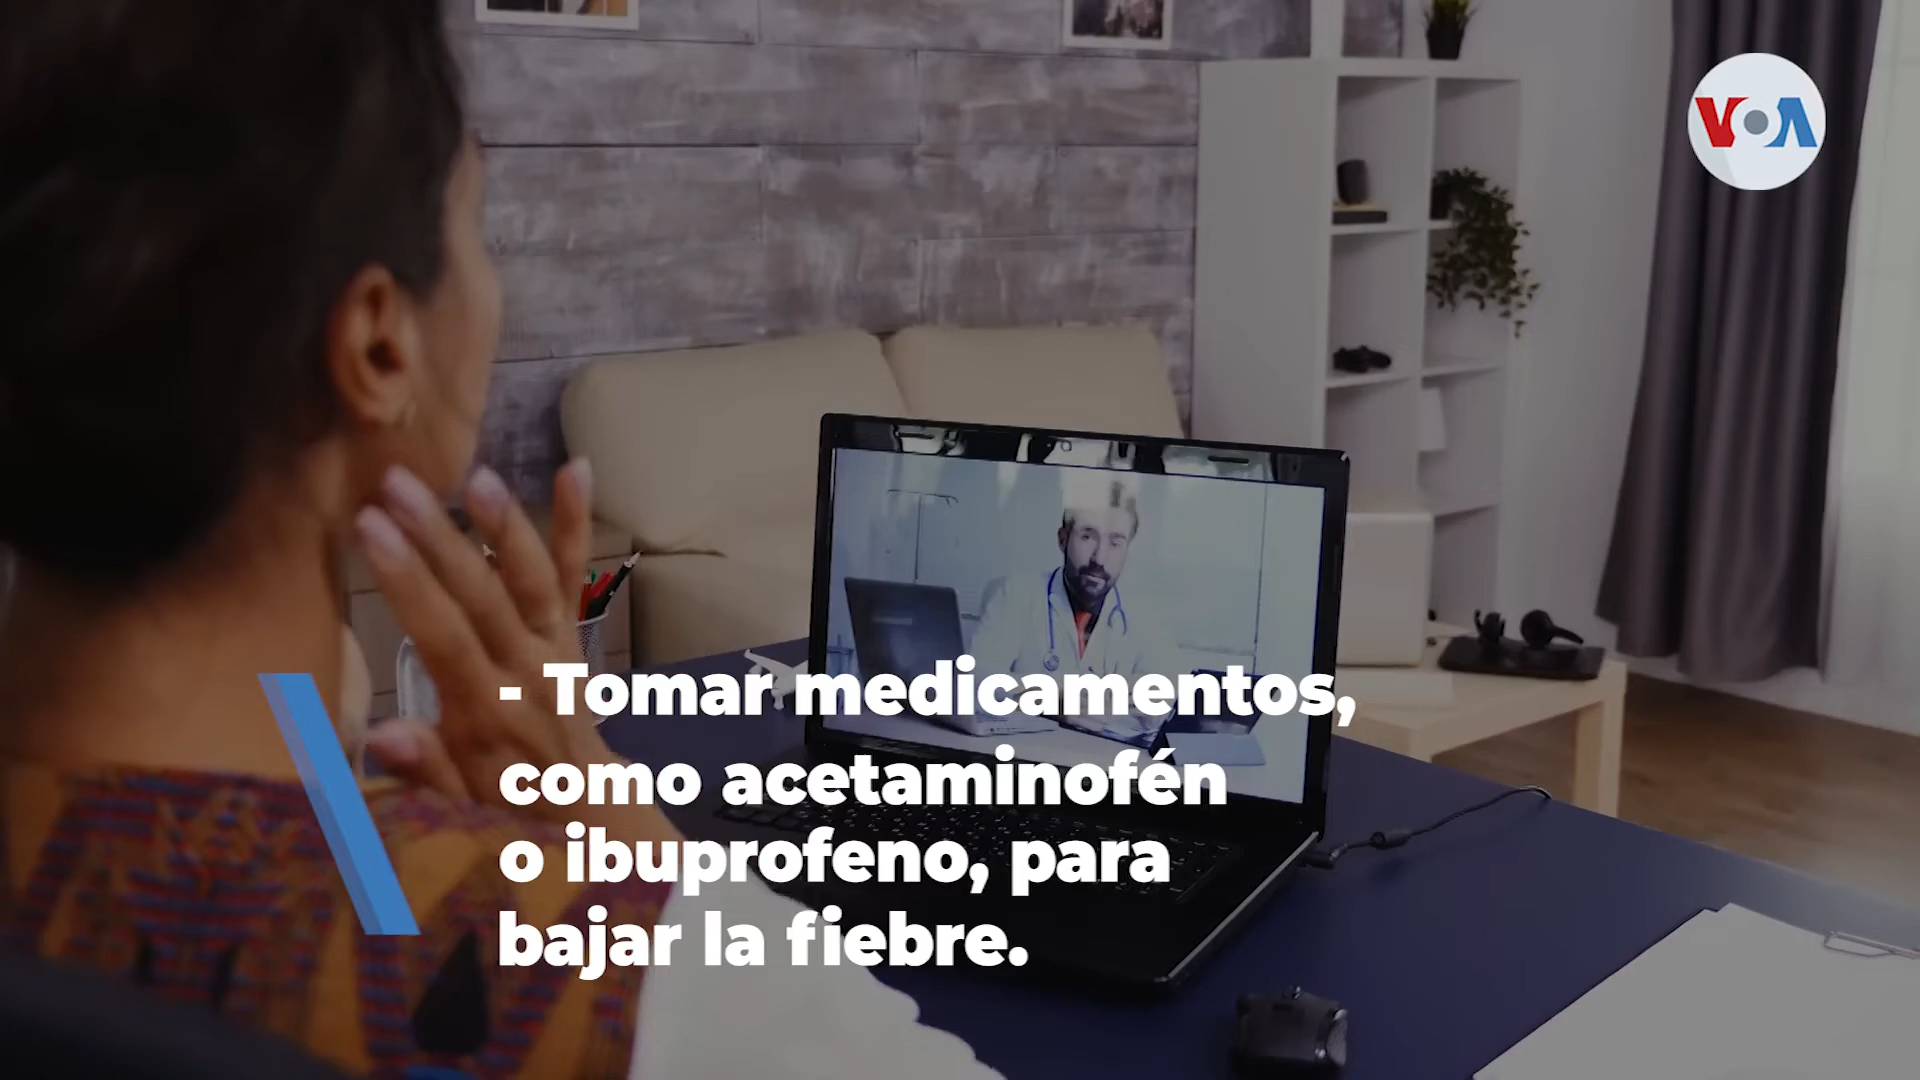 VOA
- Tomar medicamentos,
como acetaminofén
o ibuprofeno, para
bajar la fiebre.